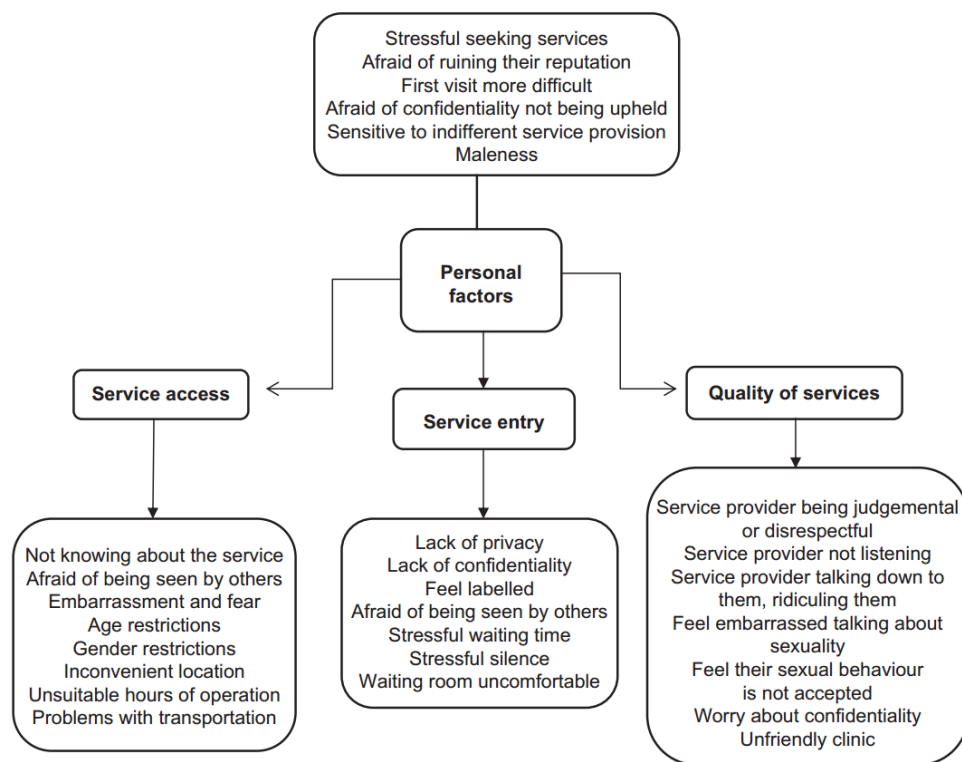 Stressful seeking services
Afraid of ruining their reputation
First visit more difficult
Afraid of confidentiality not being upheld
Sensitive to indifferent service provision
Maleness
Personal
factors
Service access
Service entry
Quality of services
Not knowing about the service
Afraid of being seen by others
Embarrassment and fear
Age restrictions
Gender restrictions
Inconvenient location
Unsuitable hours of operation
Problems with transportation
Lack of privacy
Lack of confidentiality
Feel labelled
Afraid of being seen by others
Stressful waiting time
Stressful silence
Waiting room uncomfortable
Service provider being judgemental
or disrespectful
Service provider not listening
Service provider talking down to
them, ridiculing them
Feel embarrassed talking about
sexuality
Feel their sexual behaviour
is not accepted
Worry about confidentiality
Unfriendly clinic